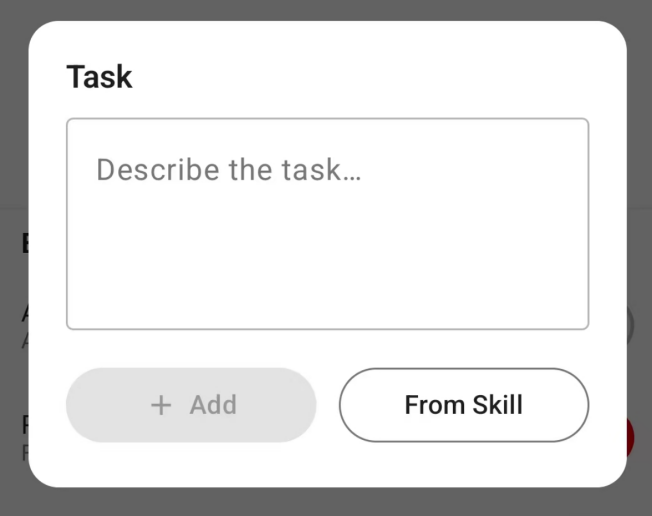 Task
Describe the task…
+ Add
From Skill